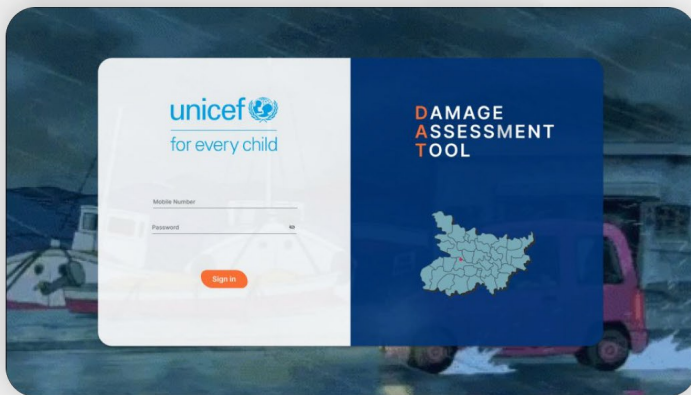 unicef
for every child
Mobile Number
Password
Sign in
DAMAGE
ASSESSMENT
TOOL